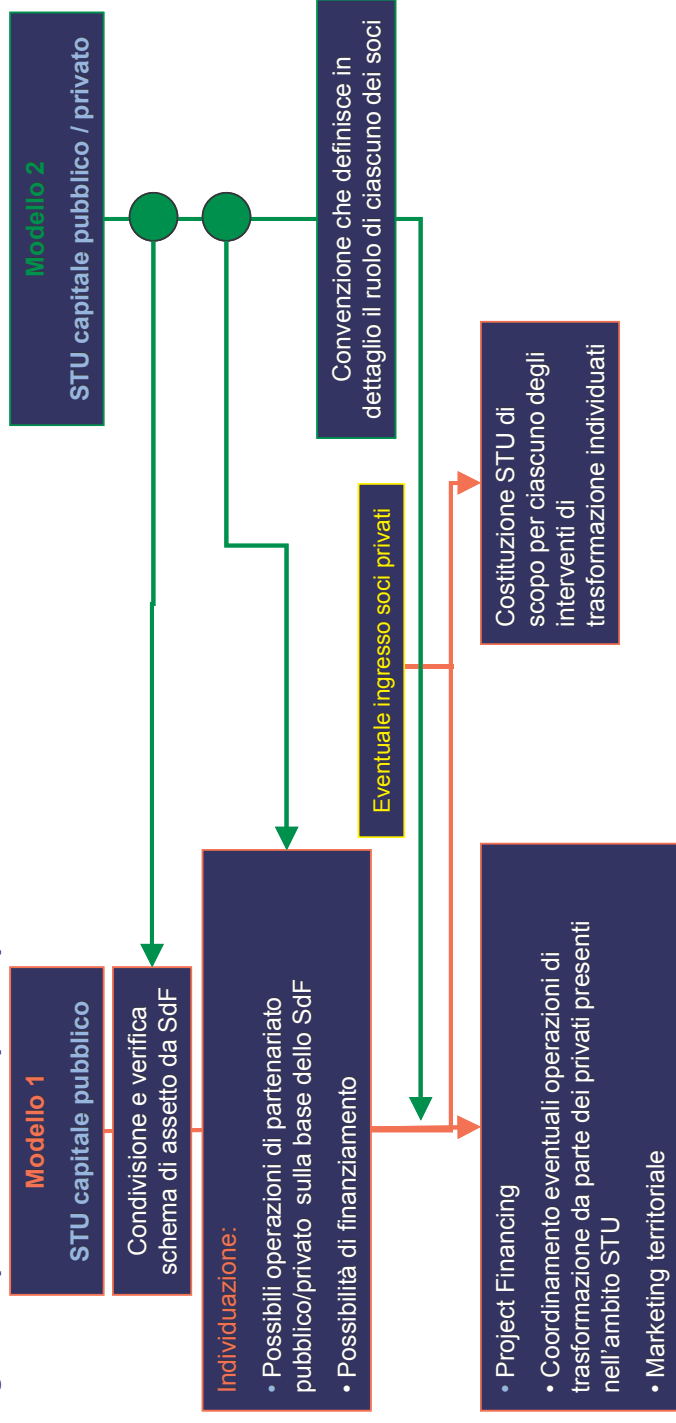 Modello 1
STU capitale pubblico
Condivisione e verifica
schema di assetto da SdF
Individuazione:
• Possibili operazioni di partenariato
pubblico/privato sulla base dello SdF
• Possibilità di finanziamento
• Project Financing
• Coordinamento eventuali operazioni di
trasformazione da parte dei privati presenti
nell'ambito STU
• Marketing territoriale
Eventuale ingresso soci privati
Costituzione STU di
scopo per ciascuno degli
interventi di
trasformazione individuati
Modello 2
STU capitale pubblico / privato
Convenzione che definisce in
dettaglio il ruolo di ciascuno dei soci